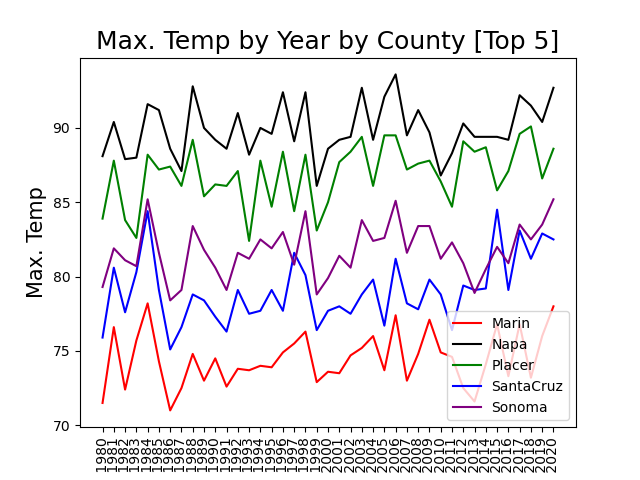 Max. Temp by Year by County [Top 5]
Max. Temp
90
85
80
75
70
Marin
Napa
Placer
SantaCruz
Sonoma
1980 1981 1982 1983 1984 1985 1986 1987 1988 1989 1990 1991 1992 1993 1994 1995 1996 1997 1998 1999 2000 2001 2002 2003 2004 2005 2006 2007 2008 2009 2010 2011 2012 2013 2014 2015 2016 2017 2018 2019 2020